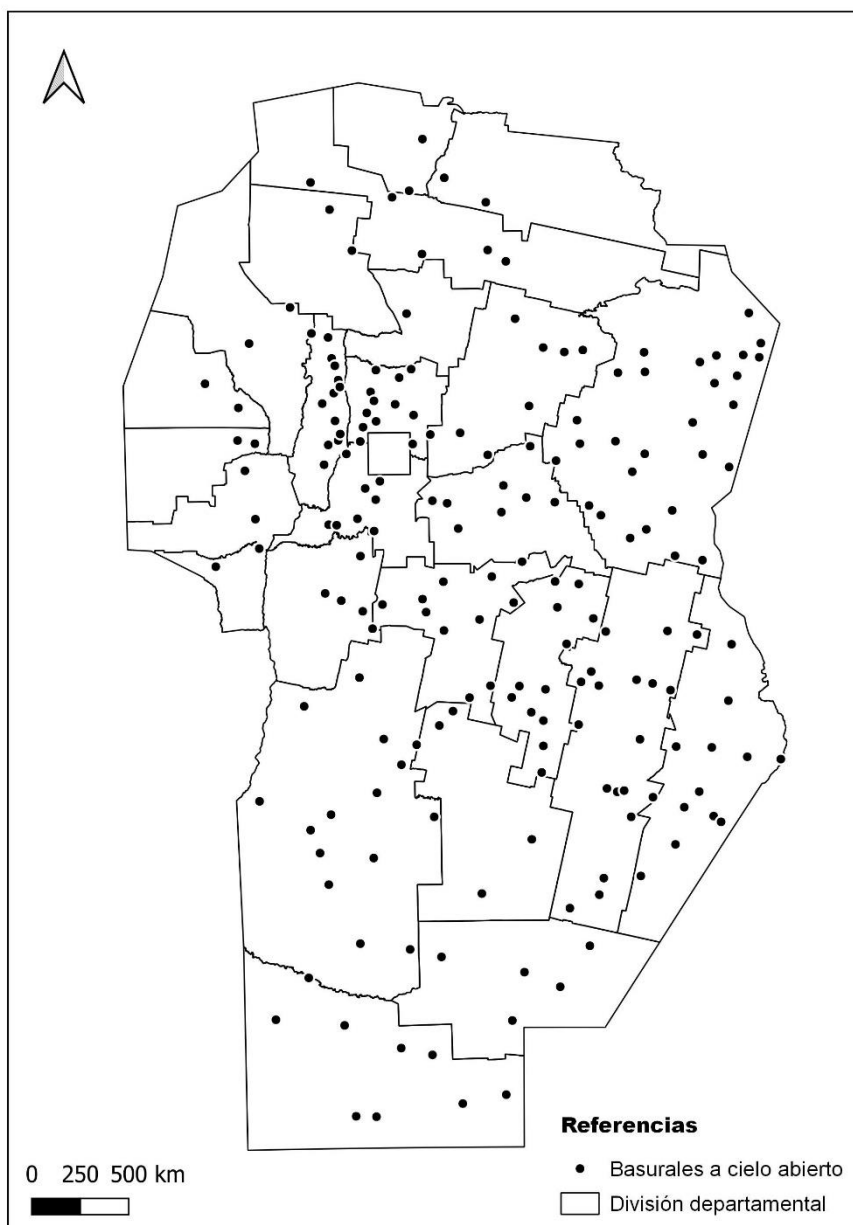 0 250 500 km
Referencias
Basurales a cielo abierto
División departamental